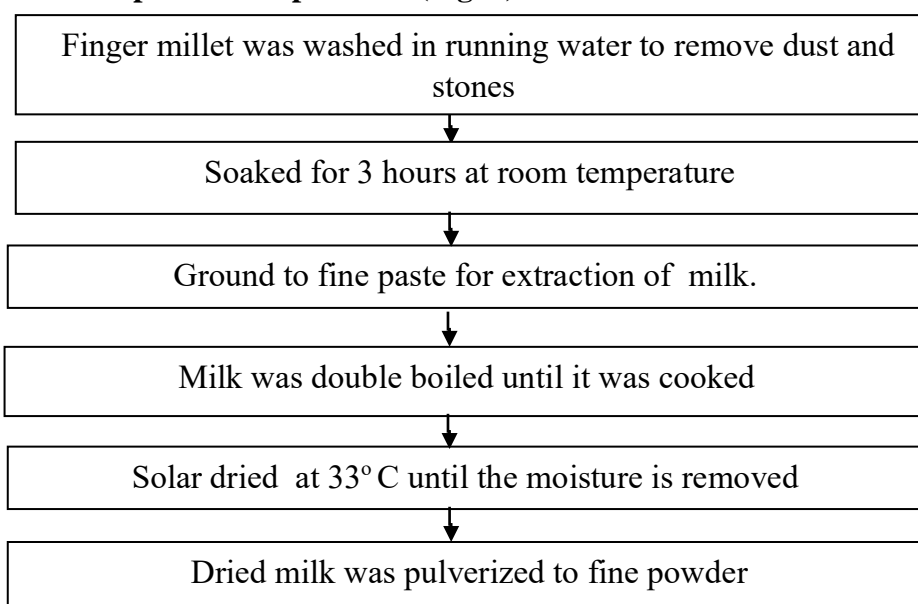 Finger millet was washed in running water to remove dust and
stones
Soaked for 3 hours at room temperature
Ground to fine paste for extraction of milk.
Milk was double boiled until it was cooked
Solar dried at 33° C until the moisture is removed
Dried milk was pulverized to fine powder